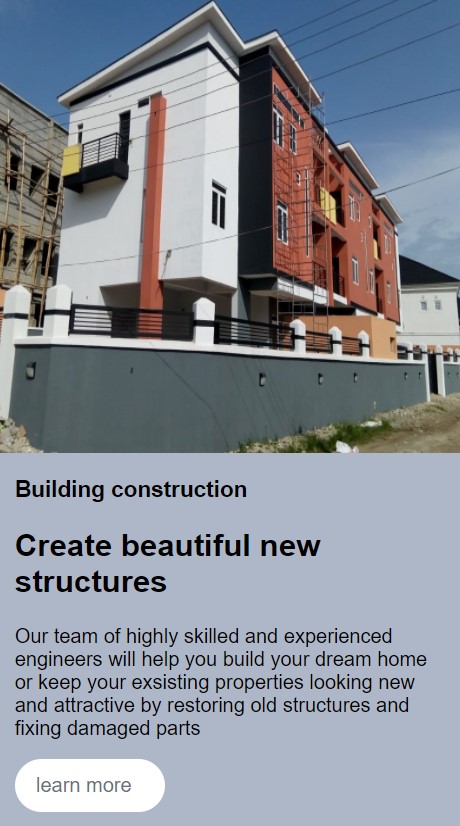 Building construction
Create beautiful new
structures
Our team of highly skilled and experienced
engineers will help you build your dream home
or keep your exsisting properties looking new
and attractive by restoring old structures and
fixing damaged parts
learn more